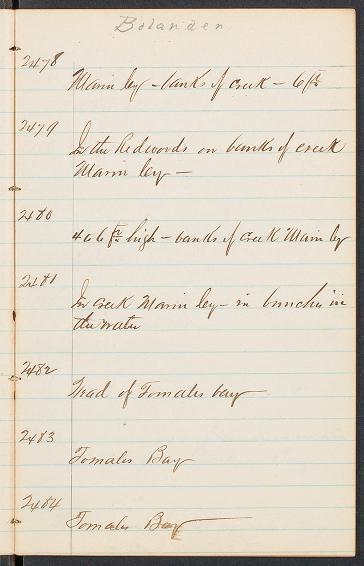 Bolander
2478
Marin Coy - banks of creek - 6 ft
2479
In the Redwoods on banks of creek
Marin Coy -
2480
4 to 6 ft high - banks of creek Marin Coy
2481
In creek Marin Coy - in bunches in
the water
2482
Head of Tomales bay
2483
Tomales Bay
2484
Tomales Bay